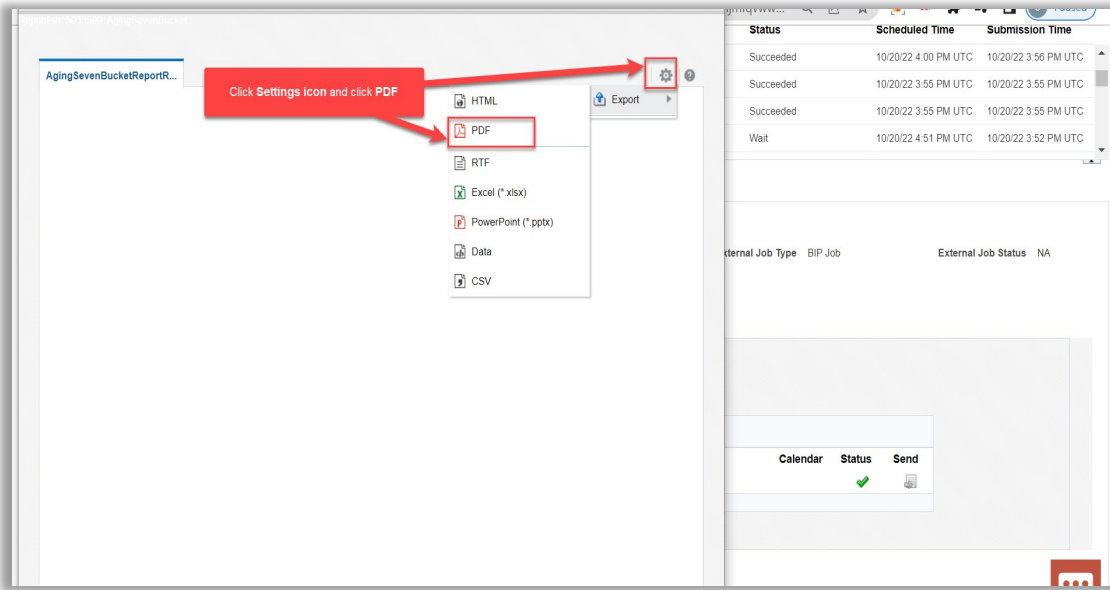 AgingSevenBucketReportR...
Click Settings icon and click PDF
Export
HTML
PDF
RTF
Excel (*.xlsx)
PowerPoint (*.pptx)
Data
CSV
Paused
Status Scheduled Time Submission Time
Succeeded 10/20/22 4:00 PM UTC 10/20/22 3:56 PM UTC
Succeeded 10/20/22 3:55 PM UTC 10/20/22 3:55 PM UTC
Succeeded 10/20/22 3:55 PM UTC 10/20/22 3:53 PM UTC
Wait 10/20/22 4:51 PM UTC 10/20/22 3:52 PM UTC
xternal Job Type BIP Job External Job Status NA
Calendar Status Send